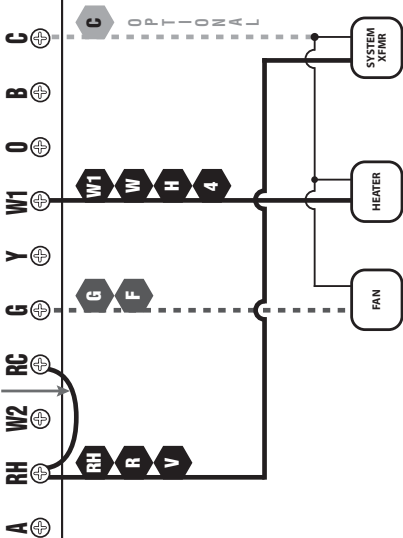 A RH W2 RC G Y W1 O B C
RH G W1 C
R F W
V H
4
OPTIONAL
FAN
HEATER
SYSTEM
XFMR